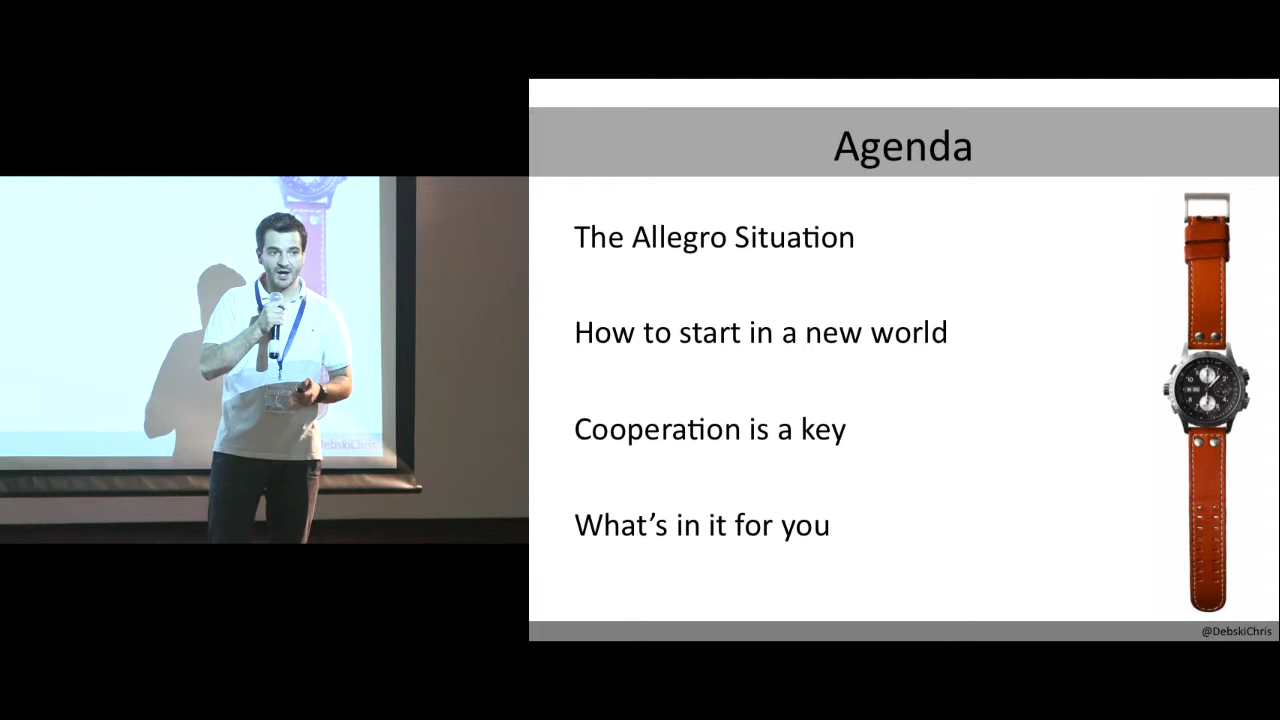 Agenda
The Allegro Situation
How to start in a new world
Cooperation is a key
What's in it for you
@DebskiChris
DebskiChris